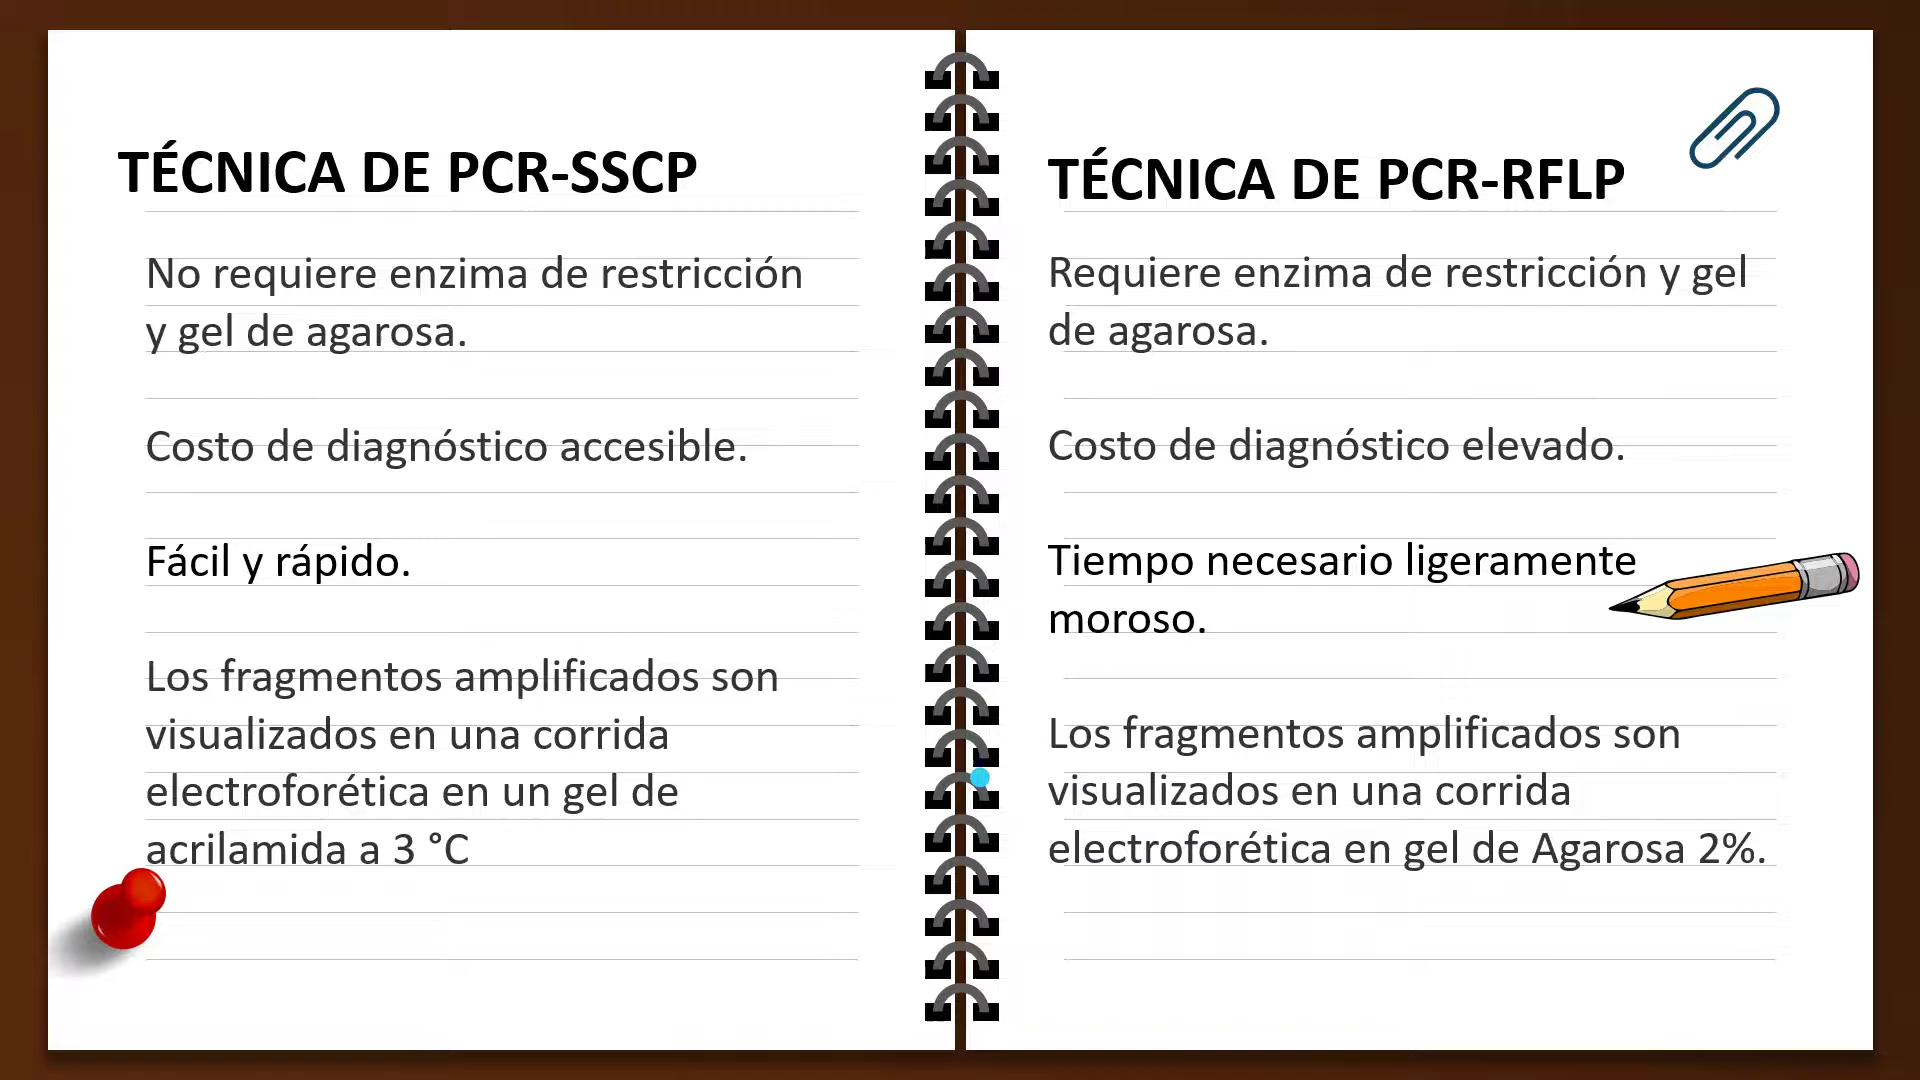 TÉCNICA DE PCR-SSCP
No requiere enzima de restricción
y gel de agarosa.
Costo de diagnóstico accesible.
Fácil y rápido.
Los fragmentos amplificados son
visualizados en una corrida
electroforética en un gel de
acrilamida a 3 °C
TÉCNICA DE PCR-RFLP
Requiere enzima de restricción y gel
de agarosa.
Costo de diagnóstico elevado.
Tiempo necesario ligeramente
moroso.
Los fragmentos amplificados son
visualizados en una corrida
electroforética en gel de Agarosa 2%.